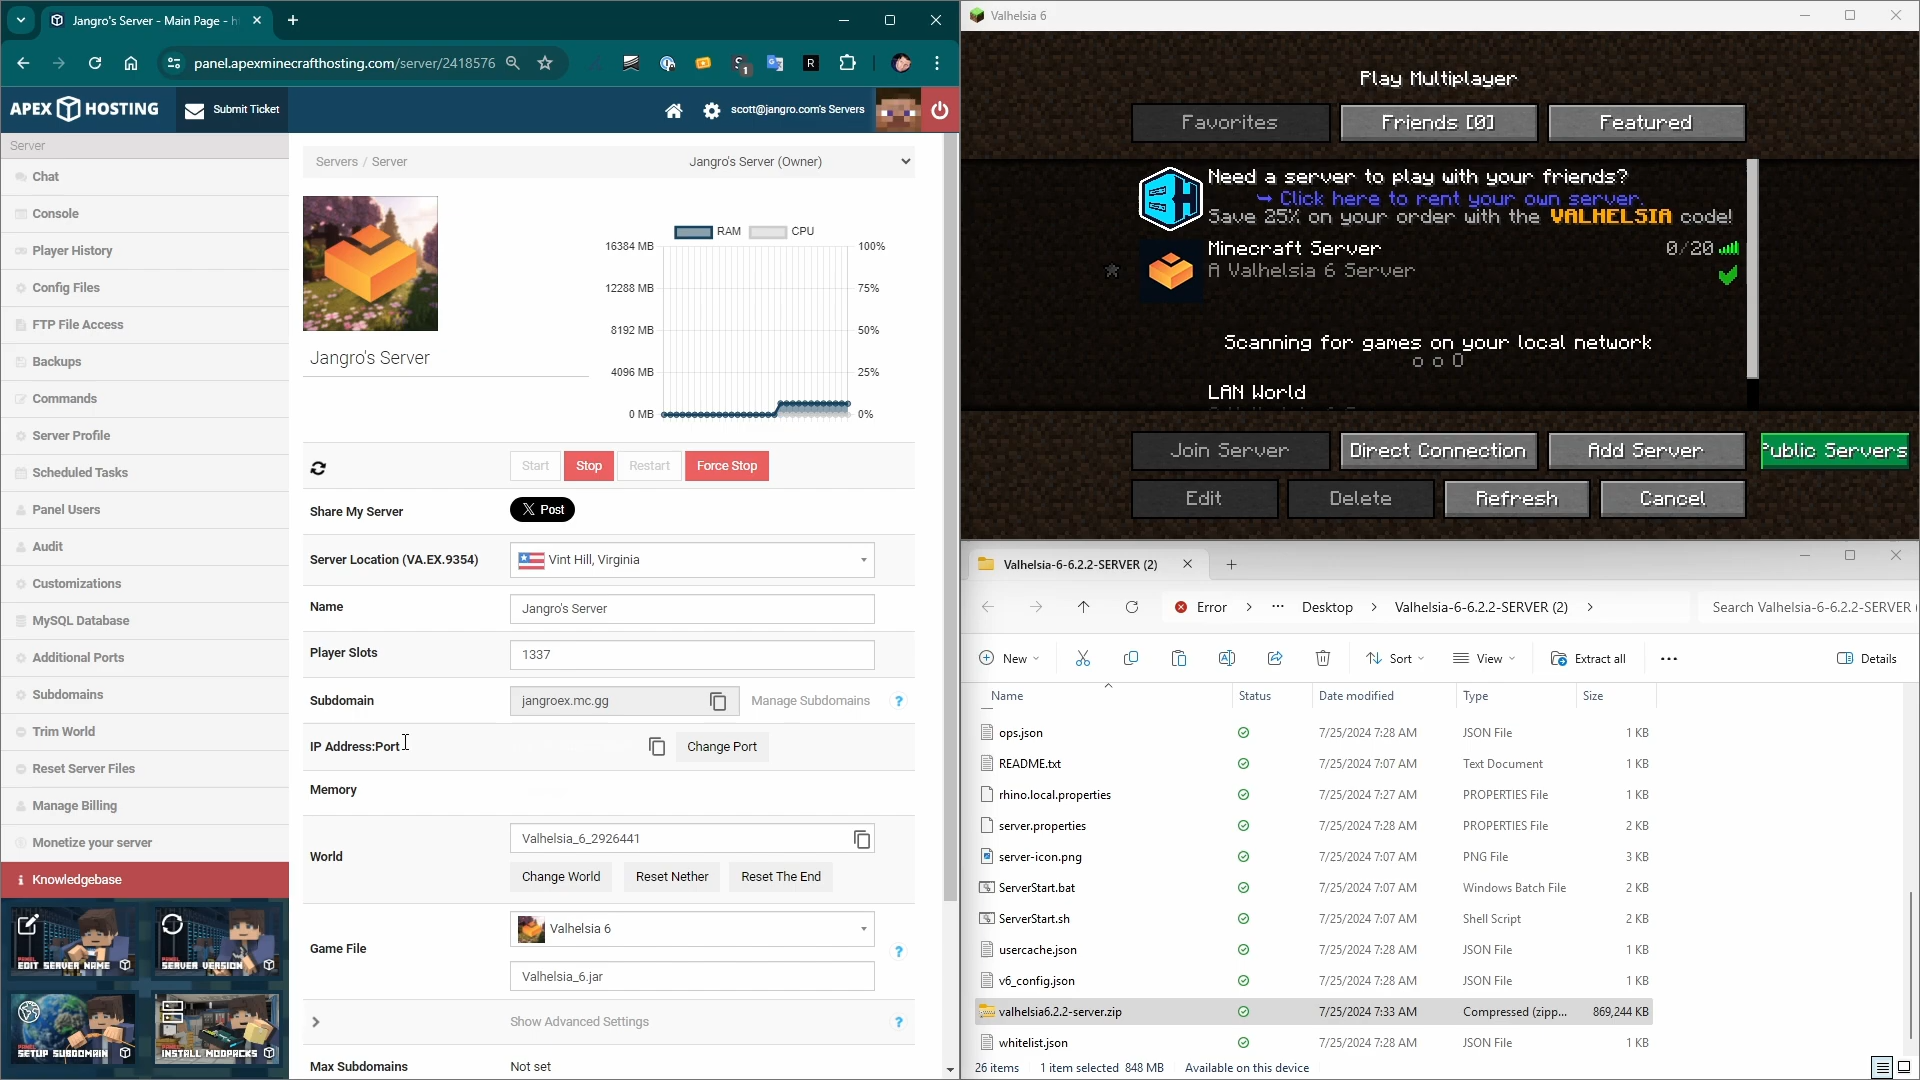 Jangro's Server - Main Page - h
panel.apexminecrafthosting.com/server/2418576
1
R
APEX HOSTING
Submit Ticket
scott@jangro.com's Servers
Server
Chat
Console
Player History
Config Files
FTP File Access
Backups
Commands
Server Profile
Scheduled Tasks
Panel Users
Audit
Customizations
MySQL Database
Additional Ports
Subdomains
Trim World
Reset Server Files
Manage Billing
Monetize your server
Knowledgebase
PANEL
EDIT SERVER NAME
PANEL
SERVER VERSION
PANEL
SETUP SUBDOMAIN
PANEL
INSTALL MODPACKS
Servers / Server
Jangro's Server (Owner)
Jangro's Server
RAM
CPU
16384 MB
12288 MB
8192 MB
4096 MB
0 MB
100%
75%
50%
25%
0%
Start
Stop
Restart
Force Stop
Share My Server
X Post
Server Location (VA.EX.9354)
Vint Hill, Virginia
Name
Jangro's Server
Player Slots
1337
Subdomain
jangroex.mc.gg
Manage Subdomains
?
IP Address:Port
Change Port
Memory
World
Valhelsia_6_2926441
Change World
Reset Nether
Reset The End
Game File
Valhelsia 6
?
Valhelsia_6.jar
Show Advanced Settings
?
Max Subdomains
Not set
Valhelsia 6
Play Multiplayer
Favorites
Friends [0]
Featured
Need a server to play with your friends?
Click here to rent your own server.
Save 25% on your order with the VALHELSIA code!
Minecraft Server
0/20
A Valhelsia 6 Server
Scanning for games on your local network
o o O
LAN World
Join Server
Direct Connection
Add Server
Public Servers
Edit
Delete
Refresh
Cancel
Valhelsia-6-6.2.2-SERVER (2)
Error > ... Desktop > Valhelsia-6-6.2.2-SERVER (2) >
Search Valhelsia-6-6.2.2-SERVER (
New
Sort
View
Extract all
...
Details
Name Status Date modified Type Size
ops.json 7/25/2024 7:28 AM JSON File 1 KB
README.txt 7/25/2024 7:07 AM Text Document 1 KB
rhino.local.properties 7/25/2024 7:27 AM PROPERTIES File 1 KB
server.properties 7/25/2024 7:28 AM PROPERTIES File 2 KB
server-icon.png 7/25/2024 7:07 AM PNG File 3 KB
ServerStart.bat 7/25/2024 7:07 AM Windows Batch File 2 KB
ServerStart.sh 7/25/2024 7:07 AM Shell Script 2 KB
usercache.json 7/25/2024 7:28 AM JSON File 1 KB
v6_config.json 7/25/2024 7:28 AM JSON File 1 KB
valhelsia6.2.2-server.zip 7/25/2024 7:33 AM Compressed (zipp... 869,244 KB
whitelist.json 7/25/2024 7:28 AM JSON File 1 KB
26 items 1 item selected 848 MB Available on this device